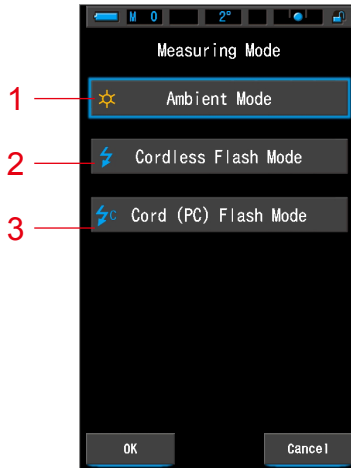 M 0 2°
Measuring Mode
1 Ambient Mode
2 Cordless Flash Mode
C Cord (PC) Flash Mode
3
OK Cancel